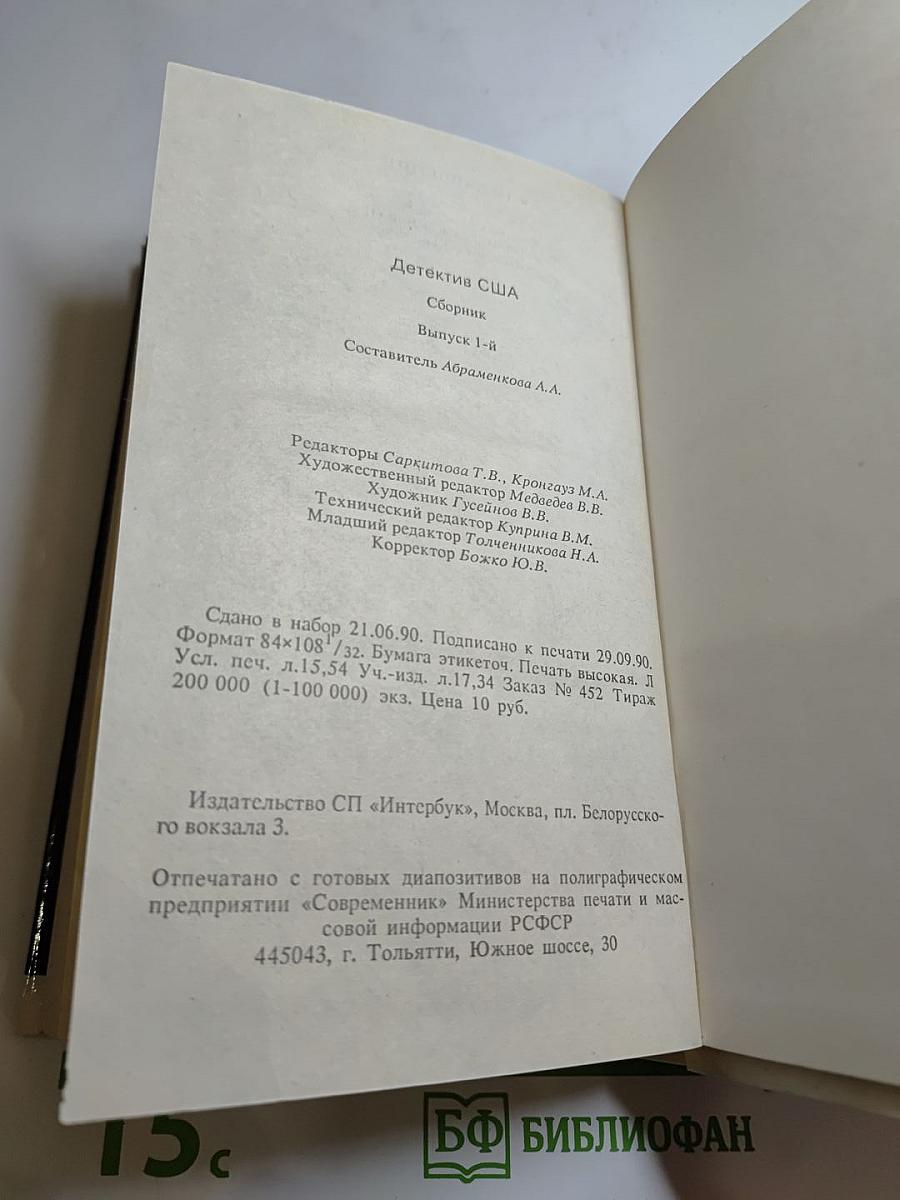 Детектив США
Сборник
Выпуск 1-й
Составитель Абраменкова А.А.
Редакторы Саркитова Т.В., Кронгауз М.А.
Художественный редактор Медведев В.В.
Художник Гусейнов В.В.
Технический редактор Куприна В.М.
Младший редактор Толченникова Н.А.
Корректор Божко Ю.В.
Сдано в набор 21.06.90. Подписано к печати 29.09.90.
Формат 84×108 1/32. Бумага этикеточ. Печать высокая. Л
Усл. печ. л.15,54 Уч.-изд. л.17,34 Заказ № 452 Тираж
200 000 (1-100 000) экз. Цена 10 руб.
Издательство СП «Интербук», Москва, пл. Белорусско-
го вокзала 3.
Отпечатано с готовых диапозитивов на полиграфическом
предприятии «Современник» Министерства печати и мас-
совой информации РСФСР
445043, г. Тольятти, Южное шоссе, 30
15 с
БФ БИБЛИОФАН